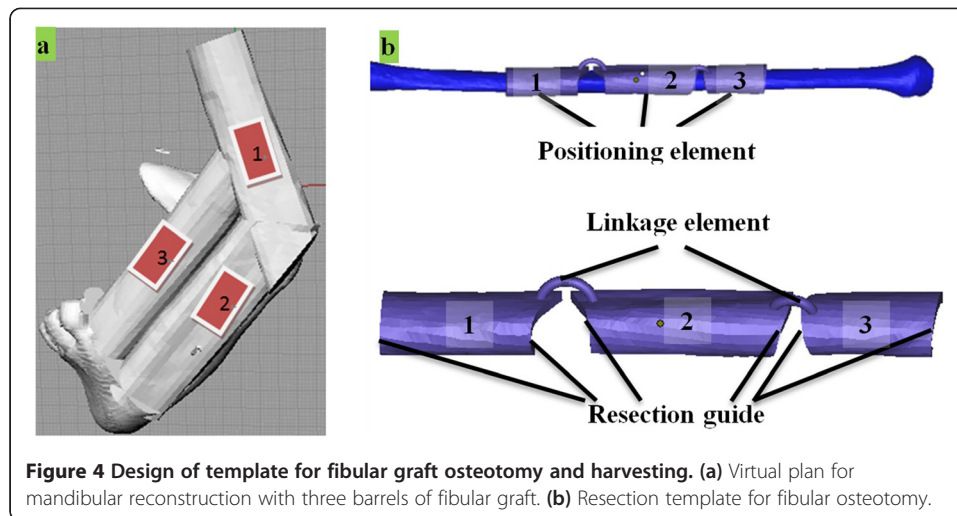 a
1
3
2
b
1 2 3
Positioning element
Linkage element
1 2 3
Resection guide
Figure 4 Design of template for fibular graft osteotomy and harvesting. (a) Virtual plan for
mandibular reconstruction with three barrels of fibular graft. (b) Resection template for fibular osteotomy.